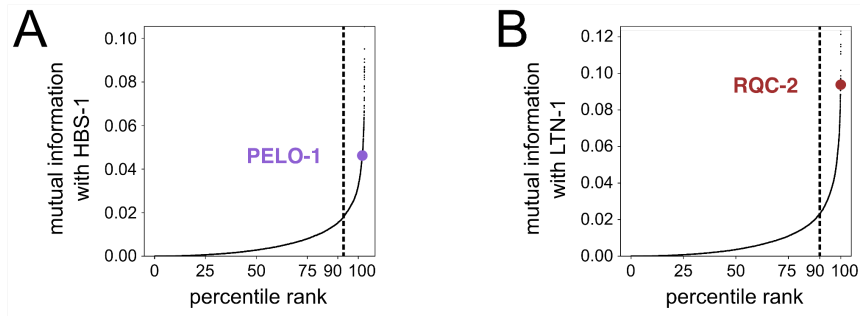 A
mutual information
with HBS-1
0.10
0.08
0.06
0.04
0.02
0.00
PELO-1
0 25 50 75 90 100
percentile rank
B
mutual information
with LTN-1
0.12
0.10
0.08
0.06
0.04
0.02
0.00
RQC-2
0 25 50 75 90 100
percentile rank